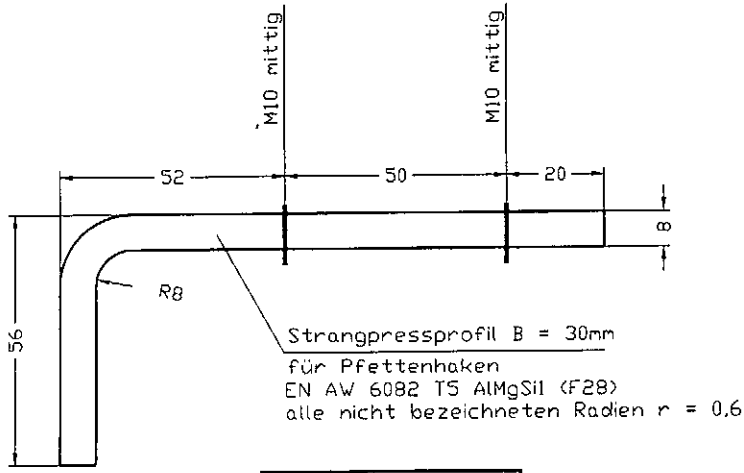 M10 mittig
M10 mittig
52
50
20
8
56
R8
Strangpressprofil B = 30mm
für Pfettenhaken
EN AW 6082 T5 AlMgSi1 (F28)
alle nicht bezeichneten Radien r = 0,6